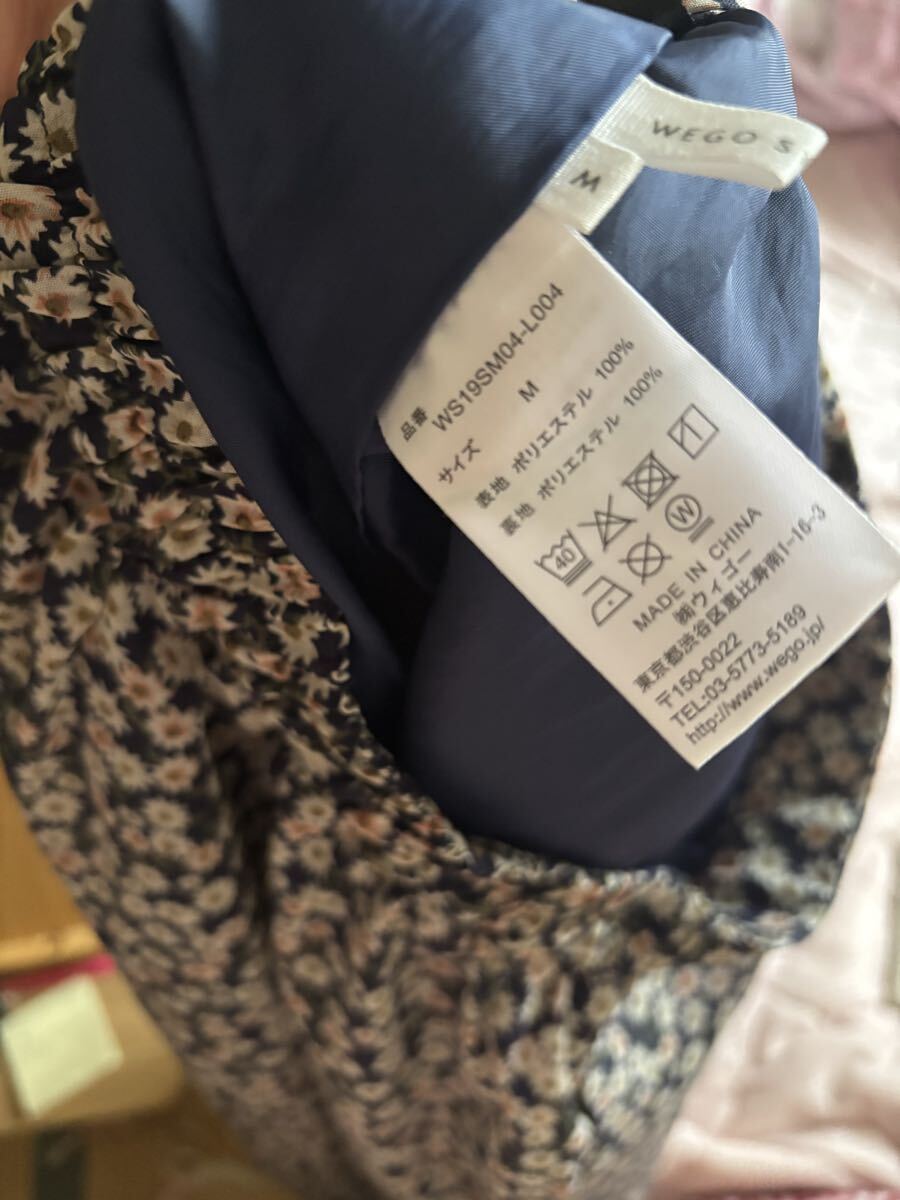 WEGO S
M
品番 WS19SM04-L004
サイズ M
表地 ポリエステル 100%
裏地 ポリエステル 100%
40
W
MADE IN CHINA
㈱ウイゴー
東京都渋谷区恵比寿南1-16-3
〒150-0022
TEL:03-5773-5189
http://www.wego.jp/